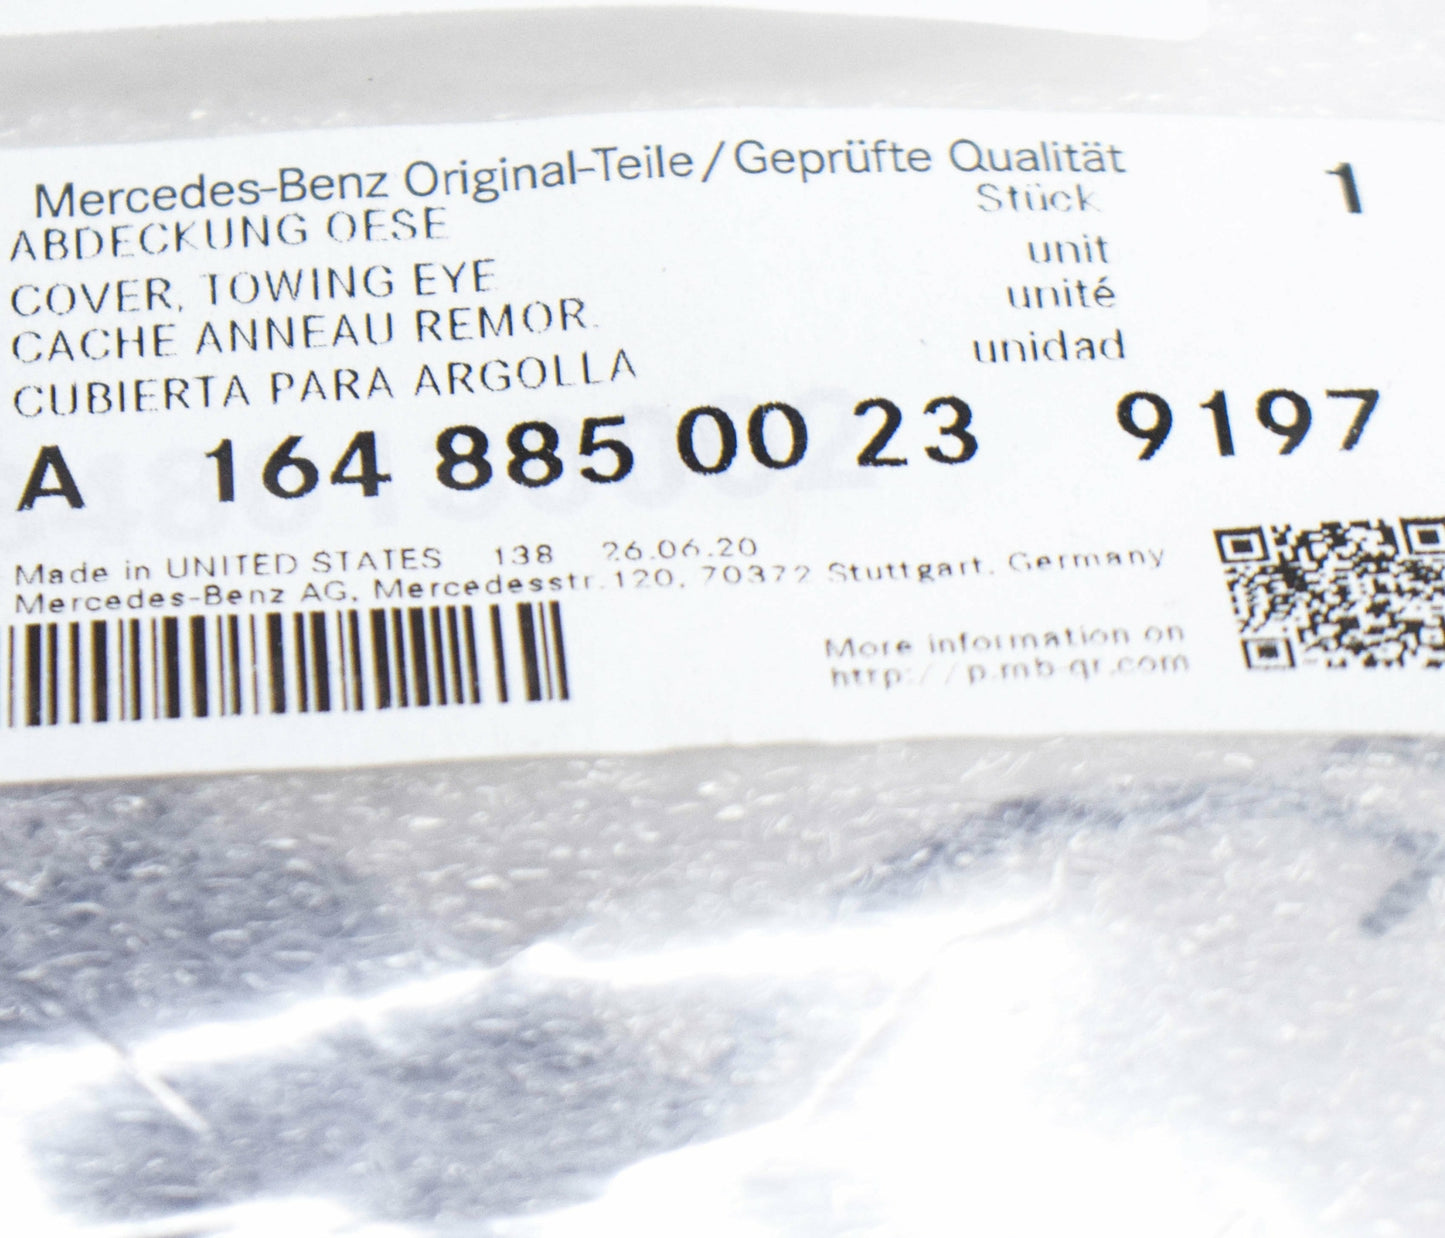 Mercedes-Benz Original-Teile/Geprüfte Qualität
ABDECKUNG OESE Stück 1
COVER, TOWING EYE unit
CACHE ANNEAU REMOR. unité
CUBIERTA PARA ARGOLLA unidad
A 164 885 00 23 9197
Made in UNITED STATES 138 26.06.20
Mercedes-Benz AG, Mercedesstr.120, 70372 Stuttgart, Germany
More information on
http://p.mb-qr.com